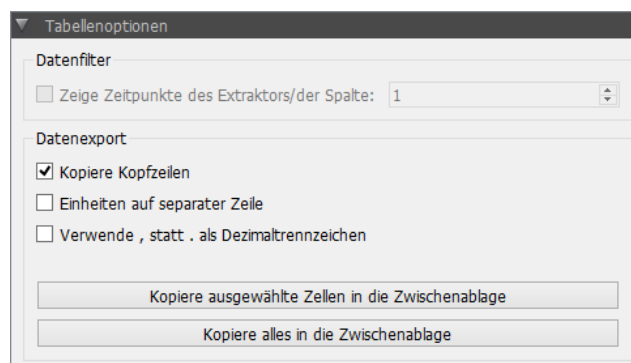 Tabellenoptionen
Datenfilter
Zeige Zeitpunkte des Extraktors/der Spalte: 1
Datenexport
Kopiere Kopfzeilen
Einheiten auf separater Zeile
Verwende , statt . als Dezimaltrennzeichen
Kopiere ausgewählte Zellen in die Zwischenablage
Kopiere alles in die Zwischenablage